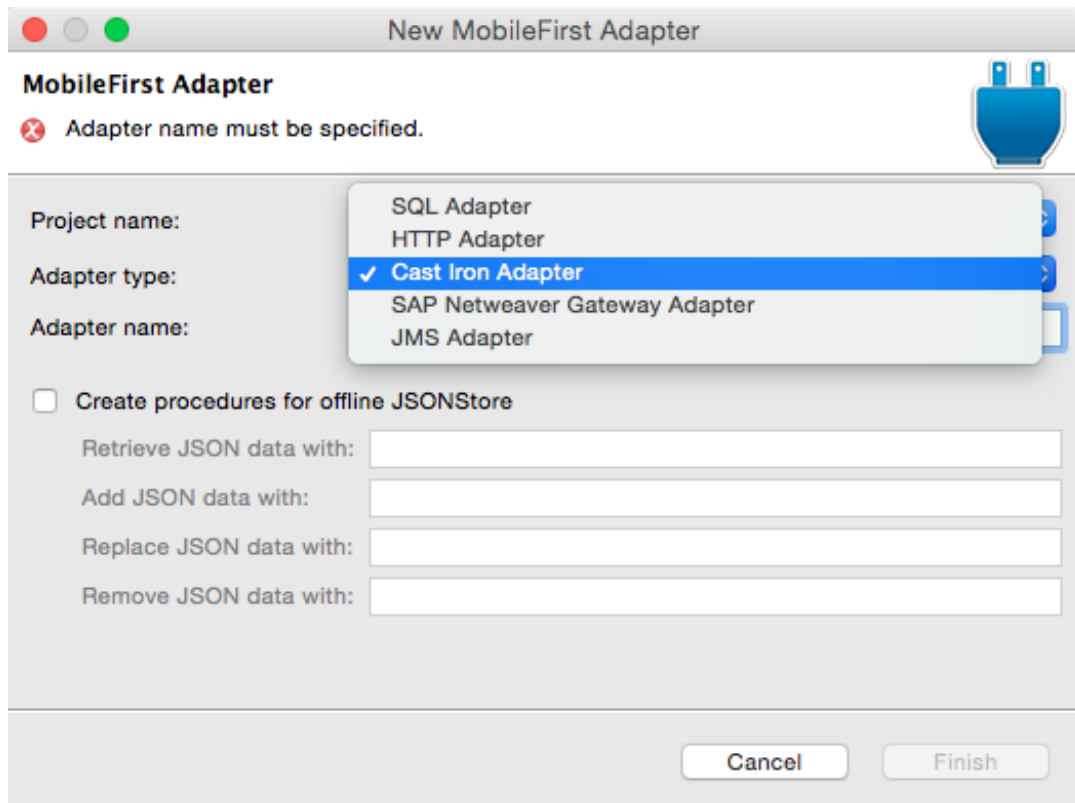 New MobileFirst Adapter
MobileFirst Adapter
Adapter name must be specified.
Project name:
SQL Adapter
HTTP Adapter
Adapter type:
✓ Cast Iron Adapter
SAP Netweaver Gateway Adapter
Adapter name:
JMS Adapter
Create procedures for offline JSONStore
Retrieve JSON data with:
Add JSON data with:
Replace JSON data with:
Remove JSON data with:
Cancel Finish